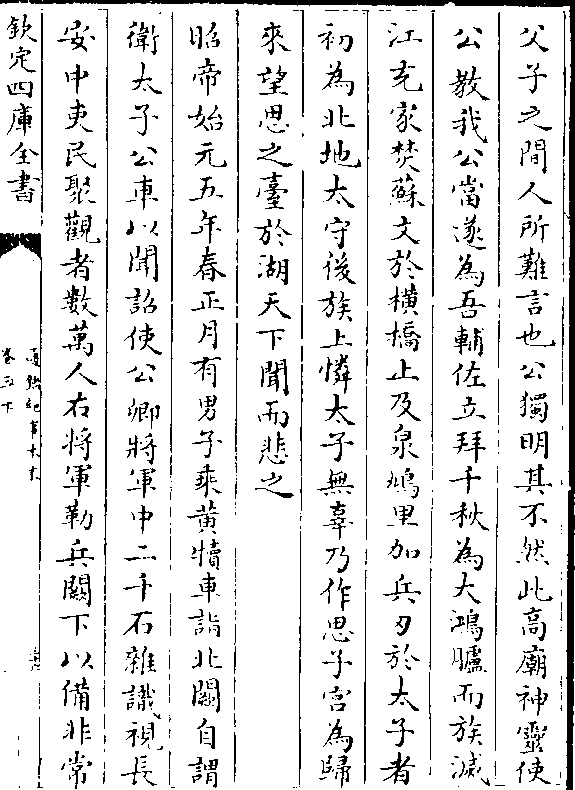 父子之間人所難言也公獨明其不然此高廟神靈使
公教我公當遂為吾輔佐立拜千秋為大鴻臚而族滅
江充家焚蘇文於橫橋上及泉鳩里加兵刃於太子者
初為北地太守後族上憐太子無辜乃作思子宮為歸
來望思之臺於湖天下聞而悲之
昭帝始元五年春正月有男子乘黃犢車詣北闕自謂
衛太子公車以聞詔使公卿將軍中二千石雜識視長
安中吏民聚觀者數萬人右將軍勒兵闕下以備非常
欽定四庫全書
通鑑紀事本末
卷三下